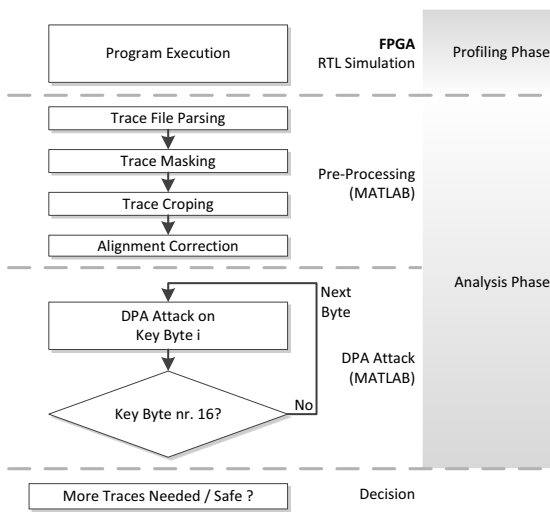 Program Execution
FPGA
RTL Simulation
Profiling Phase
Trace File Parsing
Trace Masking
Trace Croping
Alignment Correction
Pre-Processing
(MATLAB)
Analysis Phase
Next
Byte
DPA Attack on
Key Byte i
DPA Attack
(MATLAB)
Key Byte nr. 16?
No
More Traces Needed / Safe ?
Decision